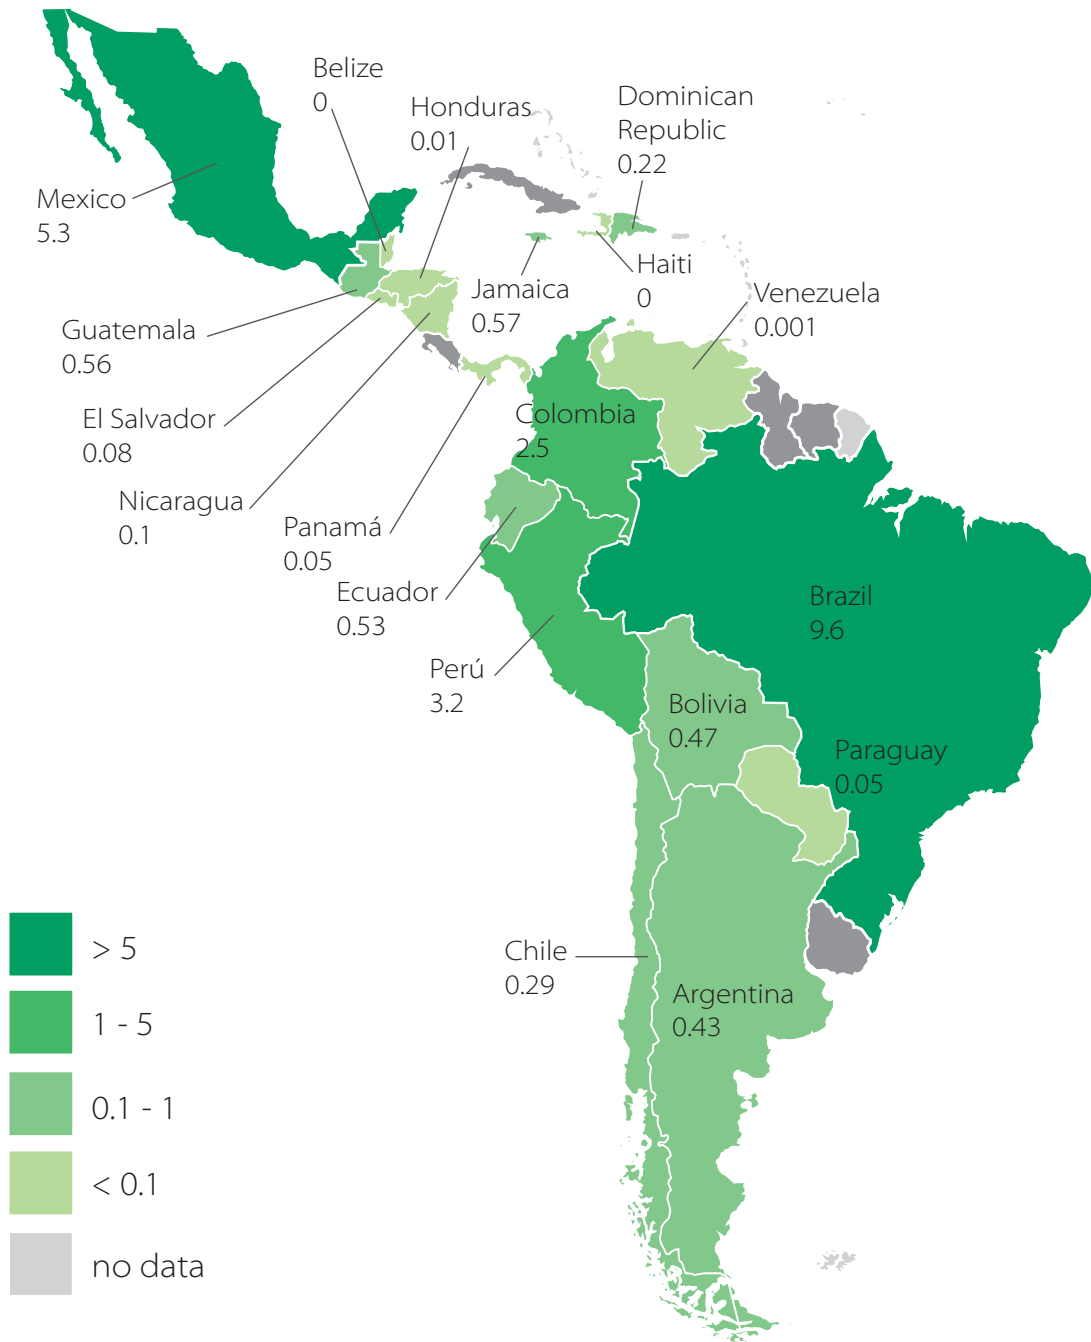 Belize
0
Honduras
0.01
Dominican
Republic
0.22
Mexico
5.3
Haiti
0
Jamaica
0.57
Venezuela
0.001
Guatemala
0.56
El Salvador
0.08
Colombia
2.5
Nicaragua
0.1
Panamá
0.05
Ecuador
0.53
Brazil
9.6
Perú
3.2
Bolivia
0.47
Paraguay
0.05
Chile
0.29
Argentina
0.43
> 5
1 - 5
0.1 - 1
< 0.1
no data